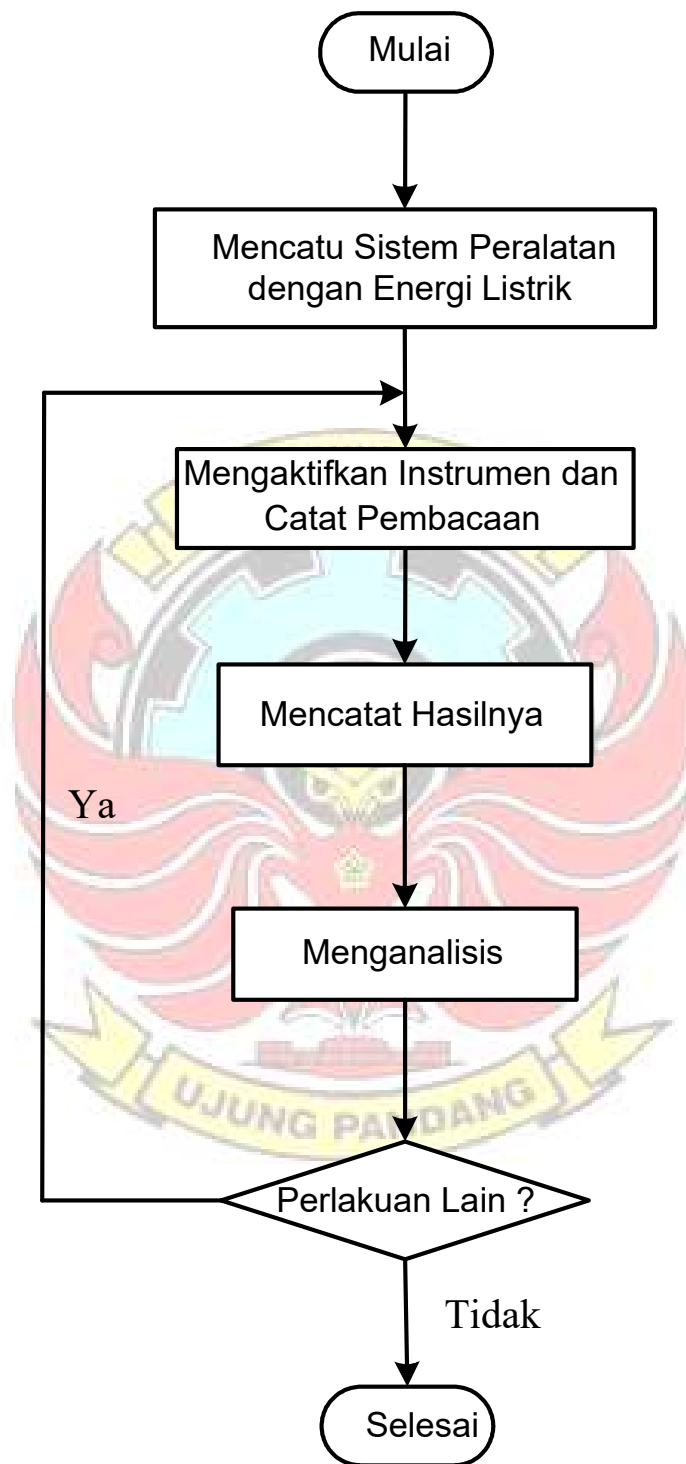 Mulai
Mencatu Sistem Peralatan
dengan Energi Listrik
Mengaktifkan Instrumen dan
Catat Pembacaan
Mencatat Hasilnya
Ya
Menganalisis
UJUNG PANDANG
Perlakuan Lain ?
Tidak
Selesai